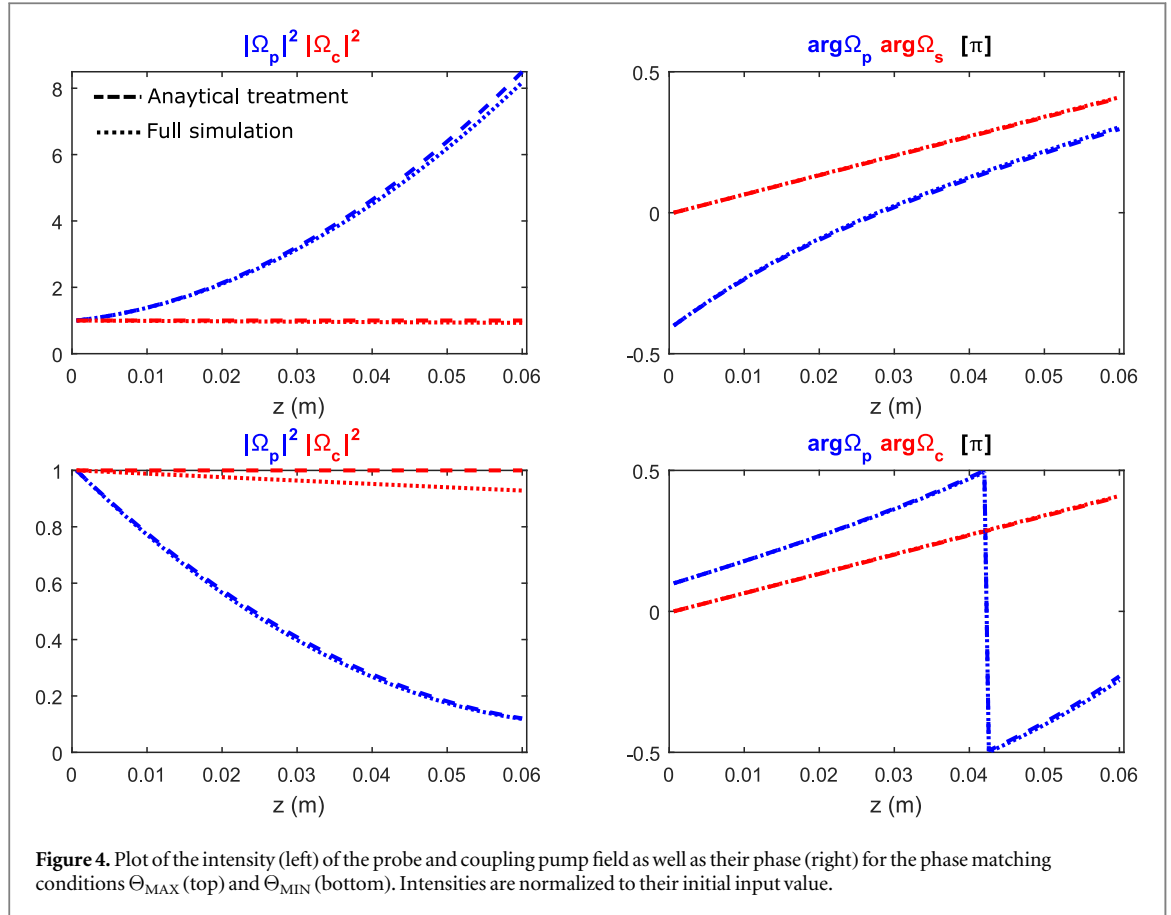 |Ωp|² |Ωc|²
argΩp argΩs [π]
8
6
4
2
0
Anaytical treatment
Full simulation
0 0.01 0.02 0.03 0.04 0.05 0.06
z (m)
0.5
0
-0.5
0 0.01 0.02 0.03 0.04 0.05 0.06
z (m)
|Ωp|² |Ωc|²
argΩp argΩc [π]
1
0.8
0.6
0.4
0.2
0
0 0.01 0.02 0.03 0.04 0.05 0.06
z (m)
0.5
0
-0.5
0 0.01 0.02 0.03 0.04 0.05 0.06
z (m)
Figure 4. Plot of the intensity (left) of the probe and coupling pump field as well as their phase (right) for the phase matching
conditions ΘMAX (top) and ΘMIN (bottom). Intensities are normalized to their initial input value.